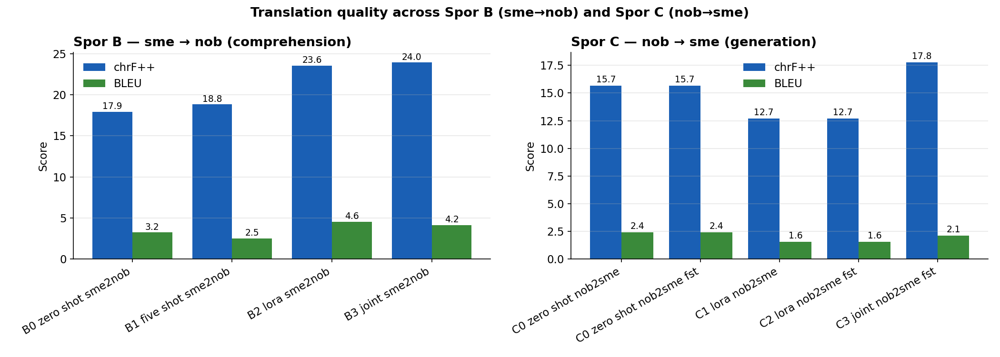 Translation quality across Spor B (sme→nob) and Spor C (nob→sme)
Spor B — sme → nob (comprehension)
25
20
15
10
5
0
Score
chrF++
BLEU
17.9
3.2
18.8
2.5
23.6
4.6
24.0
4.2
B0 zero shot sme2nob
B1 five shot sme2nob
B2 lora sme2nob
B3 joint sme2nob
Spor C — nob → sme (generation)
17.5
15.0
12.5
10.0
7.5
5.0
2.5
0.0
Score
chrF++
BLEU
15.7
2.4
15.7
2.4
12.7
1.6
12.7
1.6
17.8
2.1
C0 zero shot nob2sme
C0 zero shot nob2sme fst
C1 lora nob2sme
C2 lora nob2sme fst
C3 joint nob2sme fst